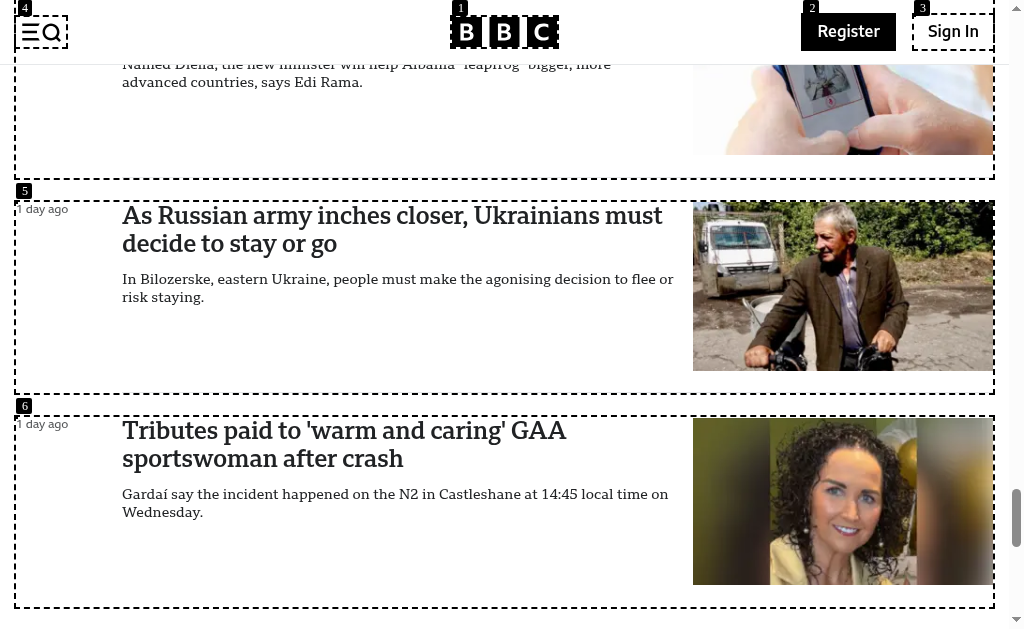 4
1
2
3
BBC
Register
Sign In
Named Diella, the new minister will help Albania "leapfrog" bigger, more
advanced countries, says Edi Rama.
5
1 day ago
As Russian army inches closer, Ukrainians must
decide to stay or go
In Bilozerske, eastern Ukraine, people must make the agonising decision to flee or
risk staying.
6
1 day ago
Tributes paid to 'warm and caring' GAA
sportswoman after crash
Gardaí say the incident happened on the N2 in Castleshane at 14:45 local time on
Wednesday.